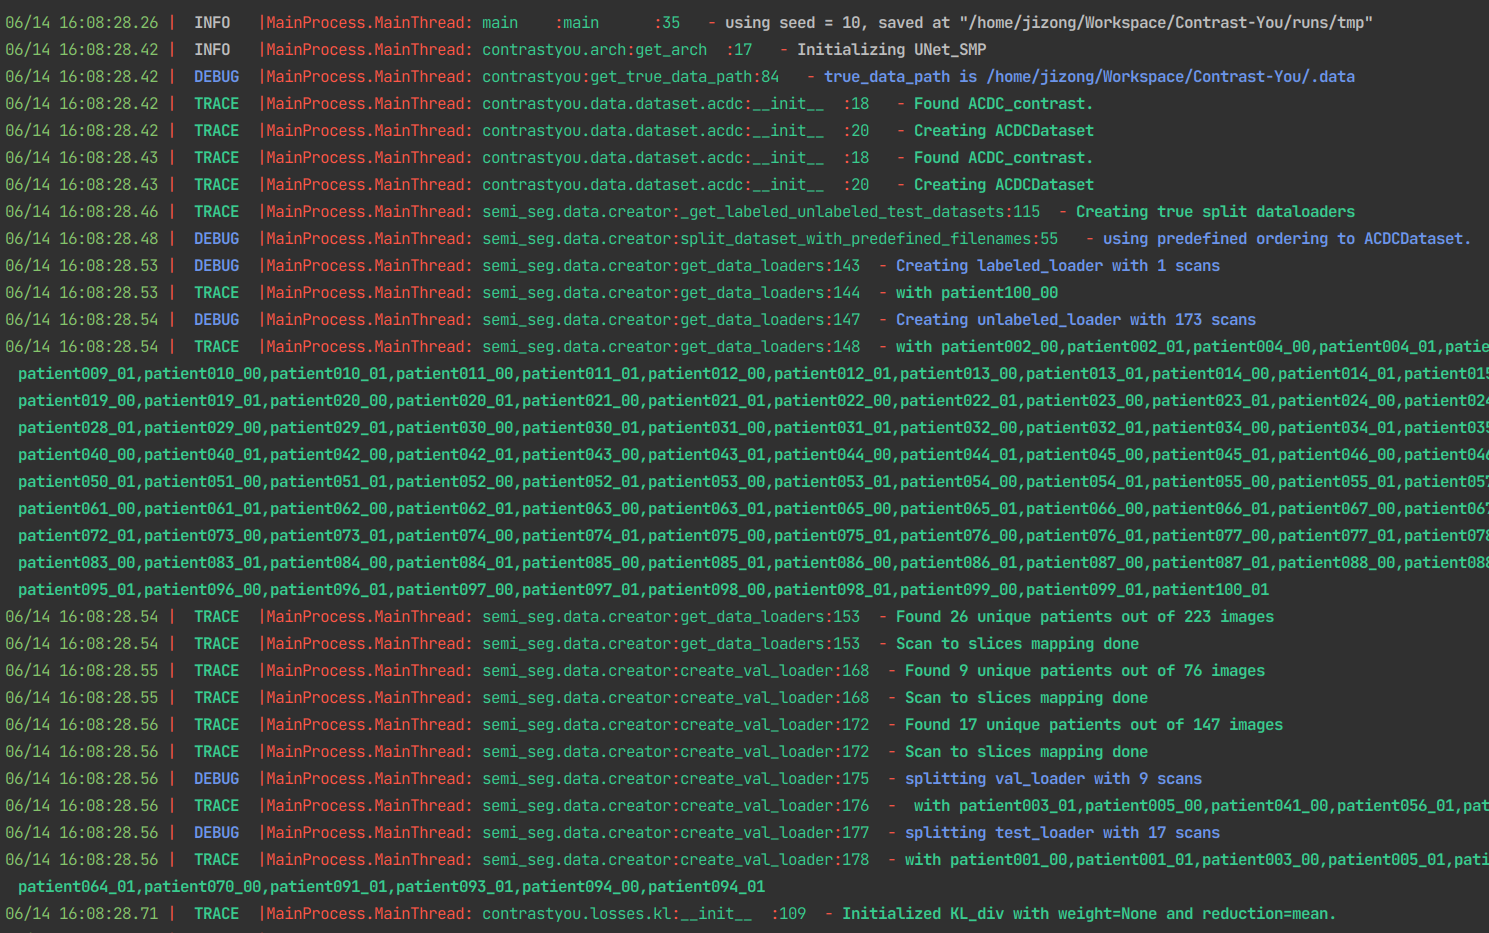 06/14 16:08:28.26 | INFO |MainProcess.MainThread: main :main :35 - using seed = 10, saved at "/home/jizong/Workspace/Contrast-You/runs/tmp"
06/14 16:08:28.42 | INFO |MainProcess.MainThread: contrastyou.arch:get_arch :17 - Initializing UNet_SMP
06/14 16:08:28.42 | DEBUG |MainProcess.MainThread: contrastyou:get_true_data_path:84 - true_data_path is /home/jizong/Workspace/Contrast-You/.data
06/14 16:08:28.42 | TRACE |MainProcess.MainThread: contrastyou.data.dataset.acdc:__init__ :18 - Found ACDC_contrast.
06/14 16:08:28.42 | TRACE |MainProcess.MainThread: contrastyou.data.dataset.acdc:__init__ :20 - Creating ACDCDataset
06/14 16:08:28.43 | TRACE |MainProcess.MainThread: contrastyou.data.dataset.acdc:__init__ :18 - Found ACDC_contrast.
06/14 16:08:28.43 | TRACE |MainProcess.MainThread: contrastyou.data.dataset.acdc:__init__ :20 - Creating ACDCDataset
06/14 16:08:28.46 | TRACE |MainProcess.MainThread: semi_seg.data.creator:_get_labeled_unlabeled_test_datasets:115 - Creating true split dataloaders
06/14 16:08:28.48 | DEBUG |MainProcess.MainThread: semi_seg.data.creator:split_dataset_with_predefined_filenames:55 - using predefined ordering to ACDCDataset.
06/14 16:08:28.53 | DEBUG |MainProcess.MainThread: semi_seg.data.creator:get_data_loaders:143 - Creating labeled_loader with 1 scans
06/14 16:08:28.53 | TRACE |MainProcess.MainThread: semi_seg.data.creator:get_data_loaders:144 - with patient100_00
06/14 16:08:28.54 | DEBUG |MainProcess.MainThread: semi_seg.data.creator:get_data_loaders:147 - Creating unlabeled_loader with 173 scans
06/14 16:08:28.54 | TRACE |MainProcess.MainThread: semi_seg.data.creator:get_data_loaders:148 - with patient002_00,patient002_01,patient004_00,patient004_01,patie
patient009_01,patient010_00,patient010_01,patient011_00,patient011_01,patient012_00,patient012_01,patient013_00,patient013_01,patient014_00,patient014_01,patient015
patient019_00,patient019_01,patient020_00,patient020_01,patient021_00,patient021_01,patient022_00,patient022_01,patient023_00,patient023_01,patient024_00,patient024
patient028_01,patient029_00,patient029_01,patient030_00,patient030_01,patient031_00,patient031_01,patient032_00,patient032_01,patient034_00,patient034_01,patient035
patient040_00,patient040_01,patient042_00,patient042_01,patient043_00,patient043_01,patient044_00,patient044_01,patient045_00,patient045_01,patient046_00,patient046
patient050_01,patient051_00,patient051_01,patient052_00,patient052_01,patient053_00,patient053_01,patient054_00,patient054_01,patient055_00,patient055_01,patient057
patient061_00,patient061_01,patient062_00,patient062_01,patient063_00,patient063_01,patient065_00,patient065_01,patient066_00,patient066_01,patient067_00,patient067
patient072_01,patient073_00,patient073_01,patient074_00,patient074_01,patient075_00,patient075_01,patient076_00,patient076_01,patient077_00,patient077_01,patient078
patient083_00,patient083_01,patient084_00,patient084_01,patient085_00,patient085_01,patient086_00,patient086_01,patient087_00,patient087_01,patient088_00,patient088
patient095_01,patient096_00,patient096_01,patient097_00,patient097_01,patient098_00,patient098_01,patient099_00,patient099_01,patient100_01
06/14 16:08:28.54 | TRACE |MainProcess.MainThread: semi_seg.data.creator:get_data_loaders:153 - Found 26 unique patients out of 223 images
06/14 16:08:28.54 | TRACE |MainProcess.MainThread: semi_seg.data.creator:get_data_loaders:153 - Scan to slices mapping done
06/14 16:08:28.55 | TRACE |MainProcess.MainThread: semi_seg.data.creator:create_val_loader:168 - Found 9 unique patients out of 76 images
06/14 16:08:28.55 | TRACE |MainProcess.MainThread: semi_seg.data.creator:create_val_loader:168 - Scan to slices mapping done
06/14 16:08:28.56 | TRACE |MainProcess.MainThread: semi_seg.data.creator:create_val_loader:172 - Found 17 unique patients out of 147 images
06/14 16:08:28.56 | TRACE |MainProcess.MainThread: semi_seg.data.creator:create_val_loader:172 - Scan to slices mapping done
06/14 16:08:28.56 | DEBUG |MainProcess.MainThread: semi_seg.data.creator:create_val_loader:175 - splitting val_loader with 9 scans
06/14 16:08:28.56 | TRACE |MainProcess.MainThread: semi_seg.data.creator:create_val_loader:176 - with patient003_01,patient005_00,patient041_00,patient056_01,pat
06/14 16:08:28.56 | DEBUG |MainProcess.MainThread: semi_seg.data.creator:create_val_loader:177 - splitting test_loader with 17 scans
06/14 16:08:28.56 | TRACE |MainProcess.MainThread: semi_seg.data.creator:create_val_loader:178 - with patient001_00,patient001_01,patient003_00,patient005_01,pati
patient064_01,patient070_00,patient091_01,patient093_01,patient094_00,patient094_01
06/14 16:08:28.71 | TRACE |MainProcess.MainThread: contrastyou.losses.kl:__init__ :109 - Initialized KL_div with weight=None and reduction=mean.